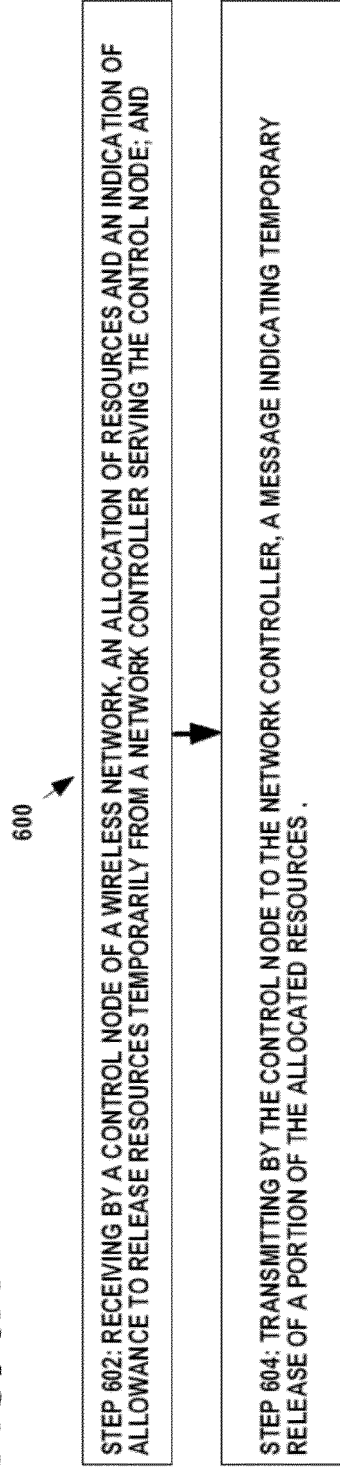 600
STEP 602: RECEIVING BY A CONTROL NODE OF A WIRELESS NETWORK, AN ALLOCATION OF RESOURCES AND AN INDICATION OF
ALLOWANCE TO RELEASE RESOURCES TEMPORARILY FROM A NETWORK CONTROLLER SERVING THE CONTROL NODE; AND
STEP 604: TRANSMITTING BY THE CONTROL NODE TO THE NETWORK CONTROLLER, A MESSAGE INDICATING TEMPORARY
RELEASE OF A PORTION OF THE ALLOCATED RESOURCES .